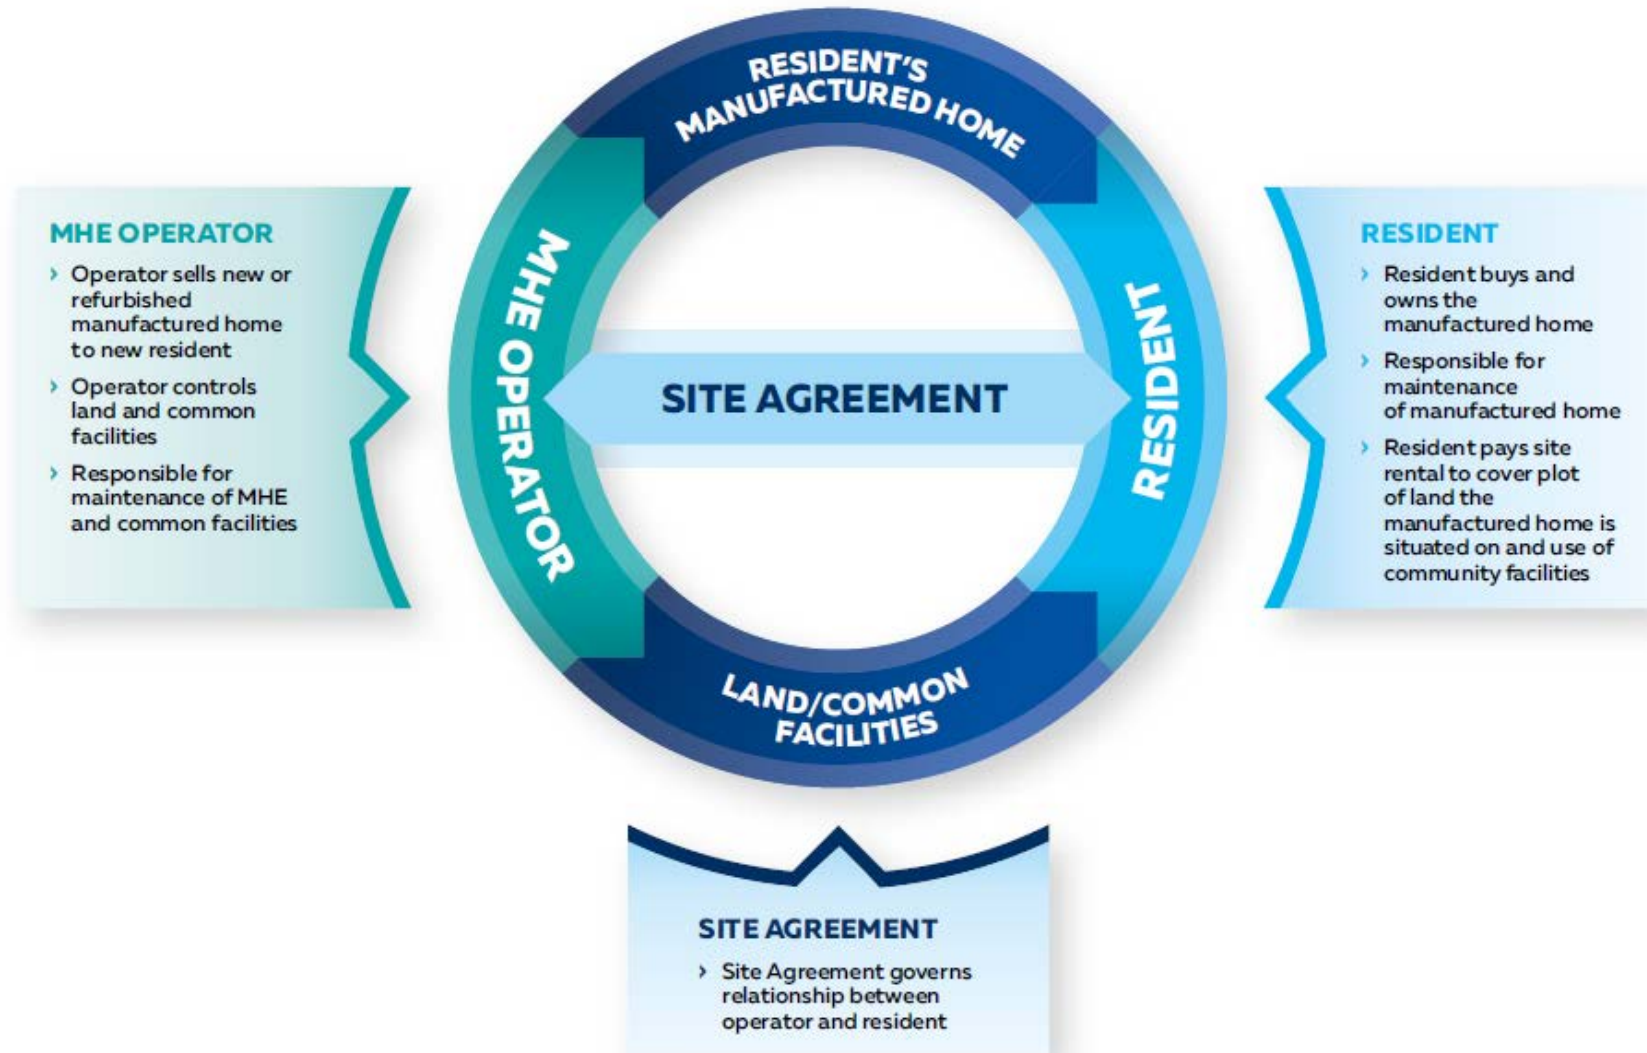 RESIDENT'S
MANUFACTURED HOME
MHE OPERATOR
RESIDENT
SITE AGREEMENT
LAND/COMMON
FACILITIES
MHE OPERATOR
› Operator sells new or
refurbished
manufactured home
to new resident
› Operator controls
land and common
facilities
› Responsible for
maintenance of MHE
and common facilities
RESIDENT
› Resident buys and
owns the
manufactured home
› Responsible for
maintenance
of manufactured home
› Resident pays site
rental to cover plot
of land the
manufactured home is
situated on and use of
community facilities
SITE AGREEMENT
› Site Agreement governs
relationship between
operator and resident